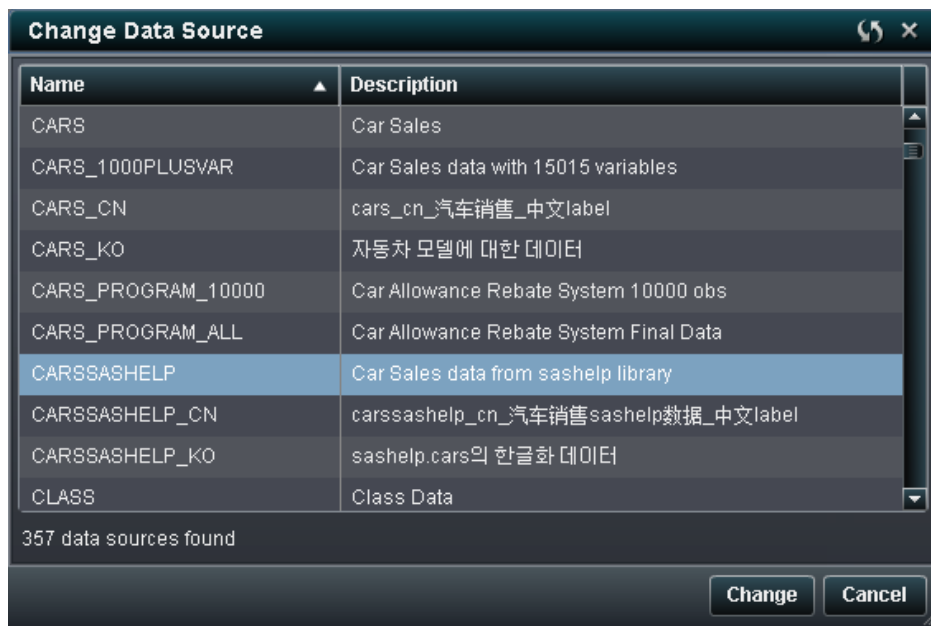 Change Data Source
Name Description
CARS Car Sales
CARS_1000PLUSVAR Car Sales data with 15015 variables
CARS_CN cars_cn_汽车销售_中文label
CARS_KO 자동차 모델에 대한 데이터
CARS_PROGRAM_10000 Car Allowance Rebate System 10000 obs
CARS_PROGRAM_ALL Car Allowance Rebate System Final Data
CARSSASHELP Car Sales data from sashelp library
CARSSASHELP_CN carssashelp_cn_汽车销售sashelp数据_中文label
CARSSASHELP_KO sashelp.cars의 한글화 데이터
CLASS Class Data
357 data sources found
Change Cancel